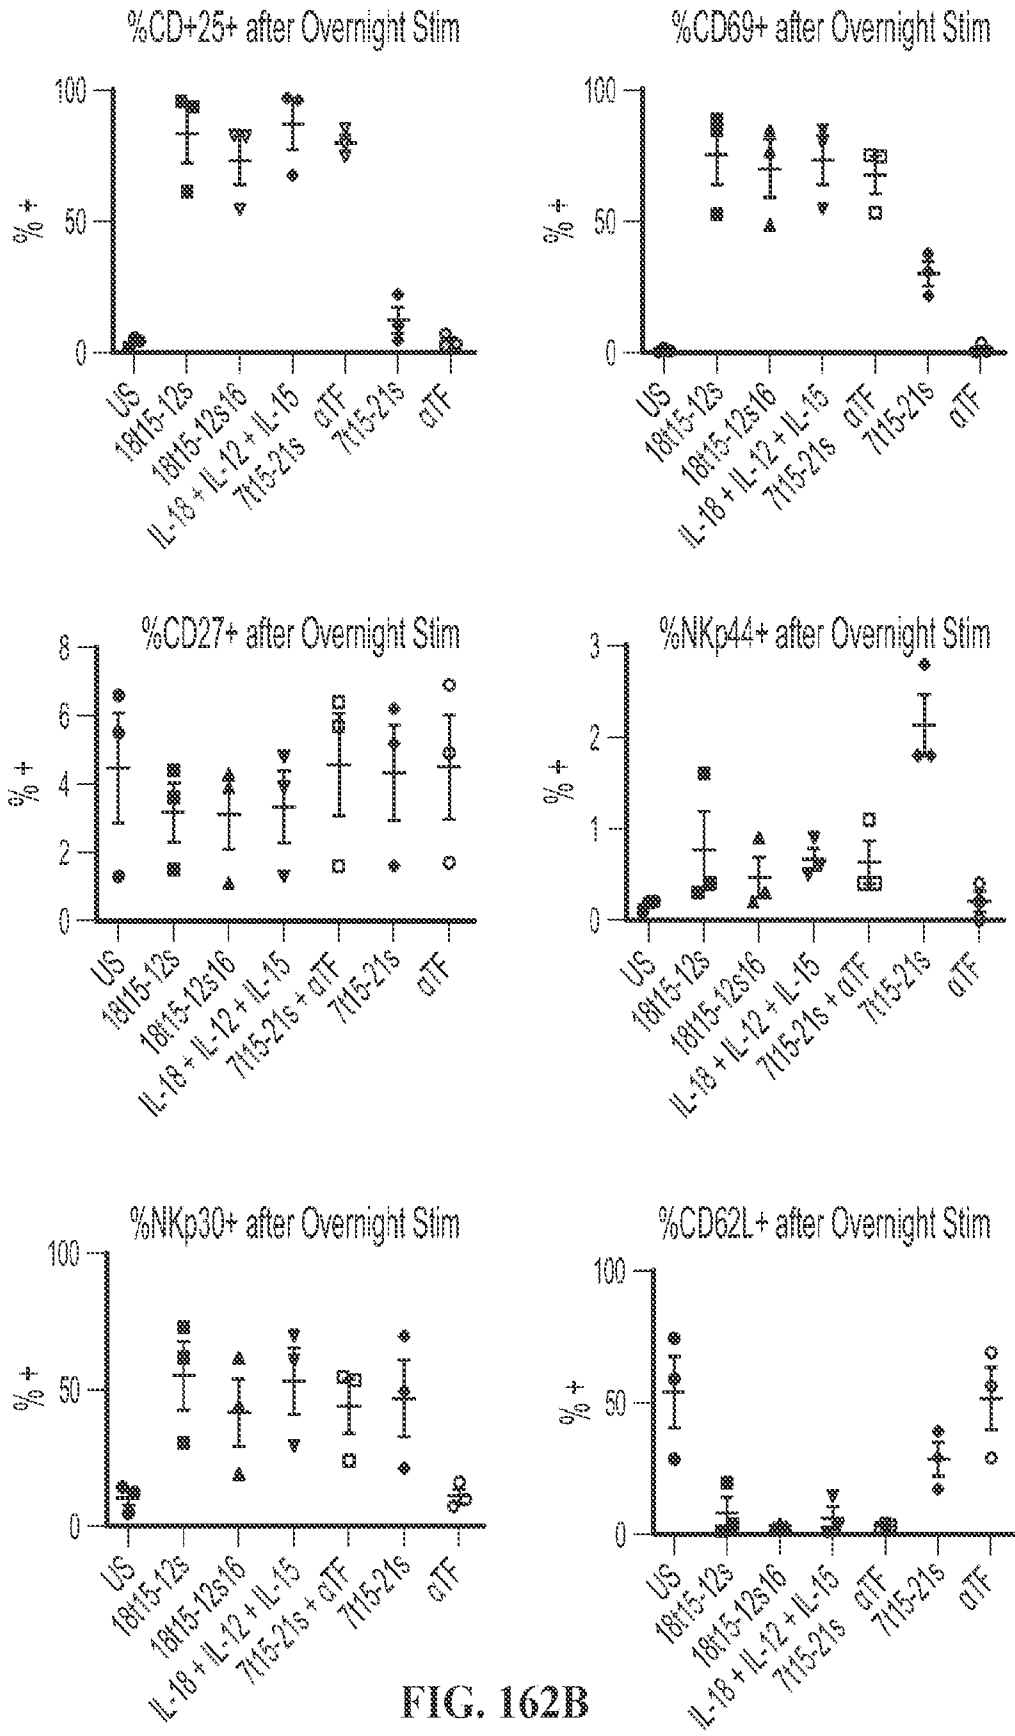 %CD+25+ after Overnight Stim
100
50
0
% +
US
18t15-12s
18t15-12s16
IL-18 + IL-12 + IL-15
7t15-21s
αTF
7t15-21s
αTF
%CD69+ after Overnight Stim
100
50
0
% +
US
18t15-12s
18t15-12s16
IL-18 + IL-12 + IL-15
7t15-21s
αTF
7t15-21s
αTF
%CD27+ after Overnight Stim
8
6
4
2
0
% +
US
18t15-12s
18t15-12s16
IL-18 + IL-12 + IL-15
7t15-21s + αTF
7t15-21s
αTF
%NKp44+ after Overnight Stim
3
2
1
0
% +
US
18t15-12s
18t15-12s16
IL-18 + IL-12 + IL-15
7t15-21s + αTF
7t15-21s
αTF
%NKp30+ after Overnight Stim
100
50
0
% +
US
18t15-12s
18t15-12s16
IL-18 + IL-12 + IL-15
7t15-21s + αTF
7t15-21s
αTF
%CD62L+ after Overnight Stim
100
50
0
% +
US
18t15-12s
18t15-12s16
IL-18 + IL-12 + IL-15
7t15-21s
αTF
7t15-21s
αTF
FIG. 162B